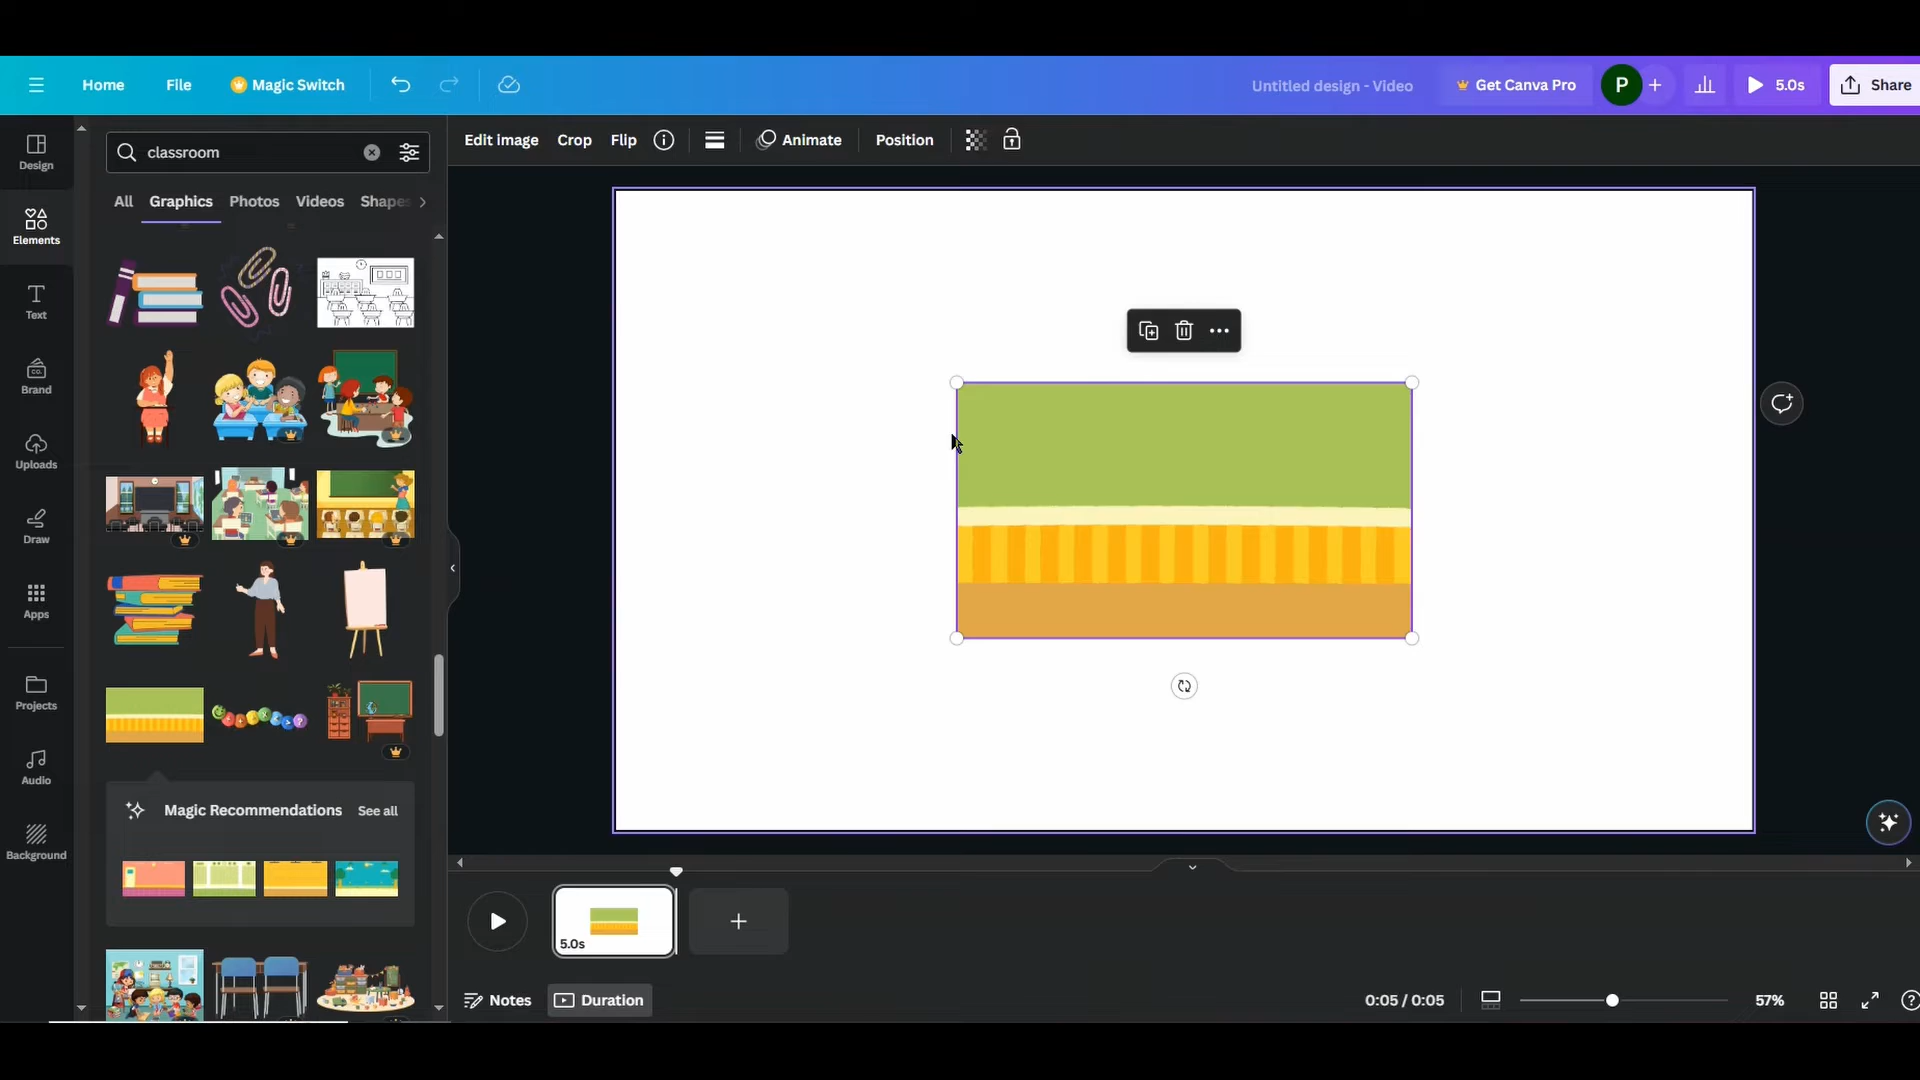 Home File Magic Switch Untitled design - Video Get Canva Pro P 5.0s Share
Design
Elements
Text
Brand
Uploads
Draw
Apps
Projects
Audio
Background
classroom
All Graphics Photos Videos Shapes
Magic Recommendations See all
Edit image Crop Flip Animate Position
5.0s
Notes Duration 0:05 / 0:05 57%